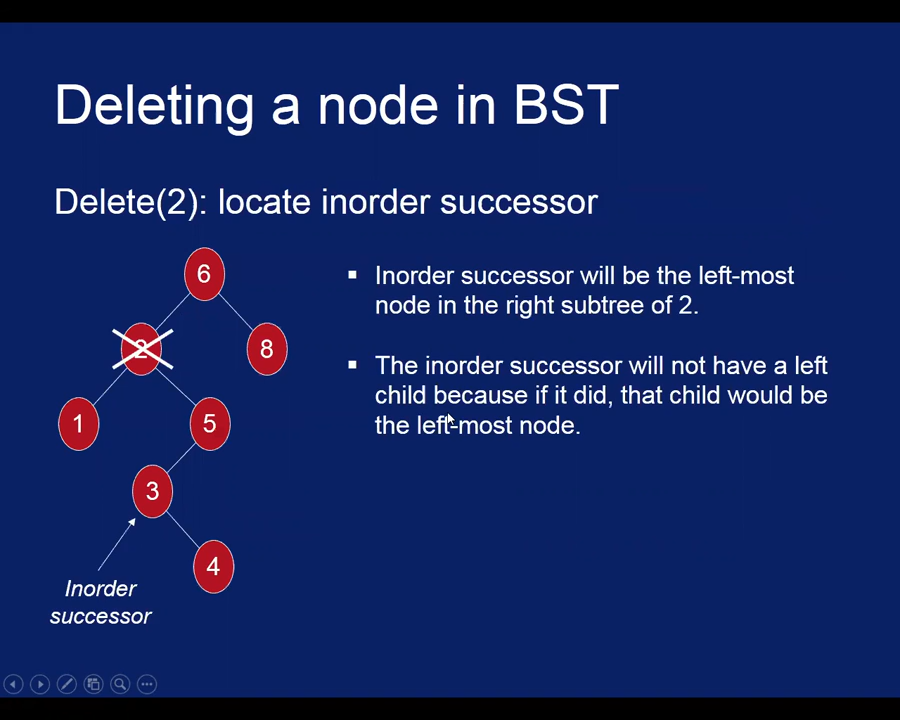 Deleting a node in BST
Delete(2): locate inorder successor
6
2
8
1
5
3
4
Inorder
successor
▪ Inorder successor will be the left-most
node in the right subtree of 2.
▪ The inorder successor will not have a left
child because if it did, that child would be
the left-most node.